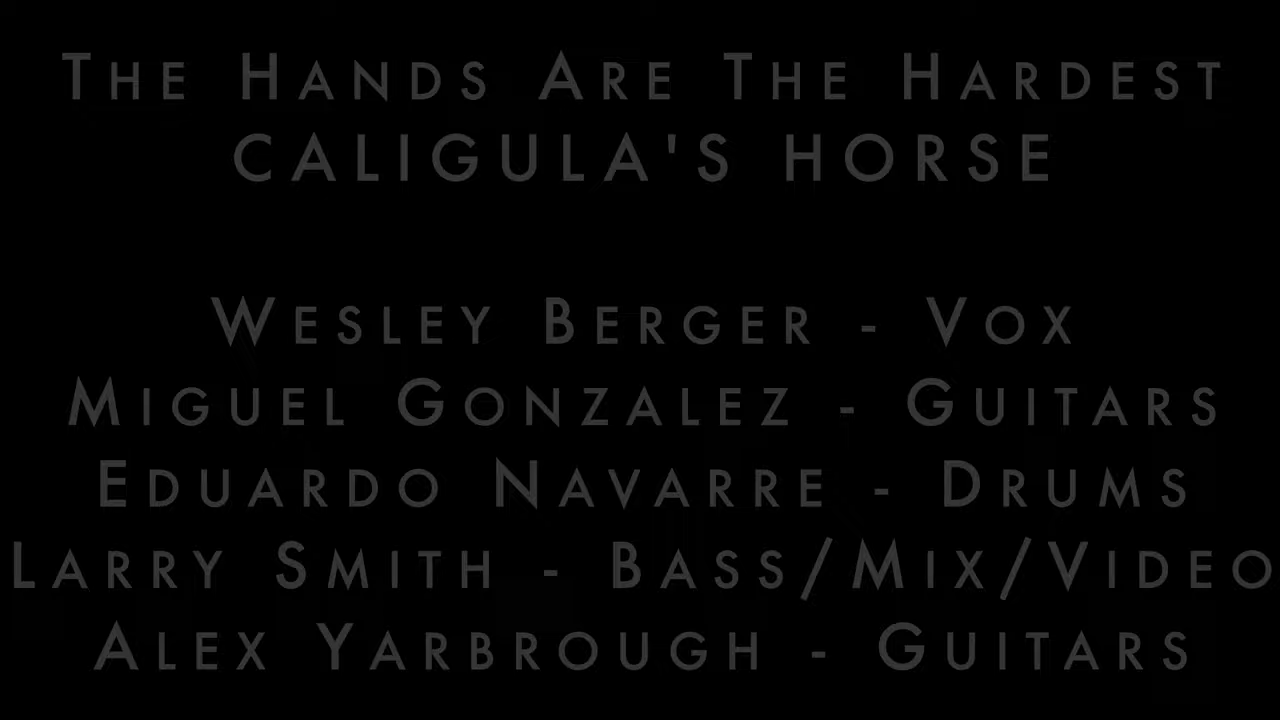 The Hands Are The Hardest
CALIGULA'S HORSE
Wesley Berger - Vox
Miguel Gonzalez - Guitars
Eduardo Navarre - Drums
Larry Smith - Bass/Mix/Video
Alex Yarbrough - Guitars